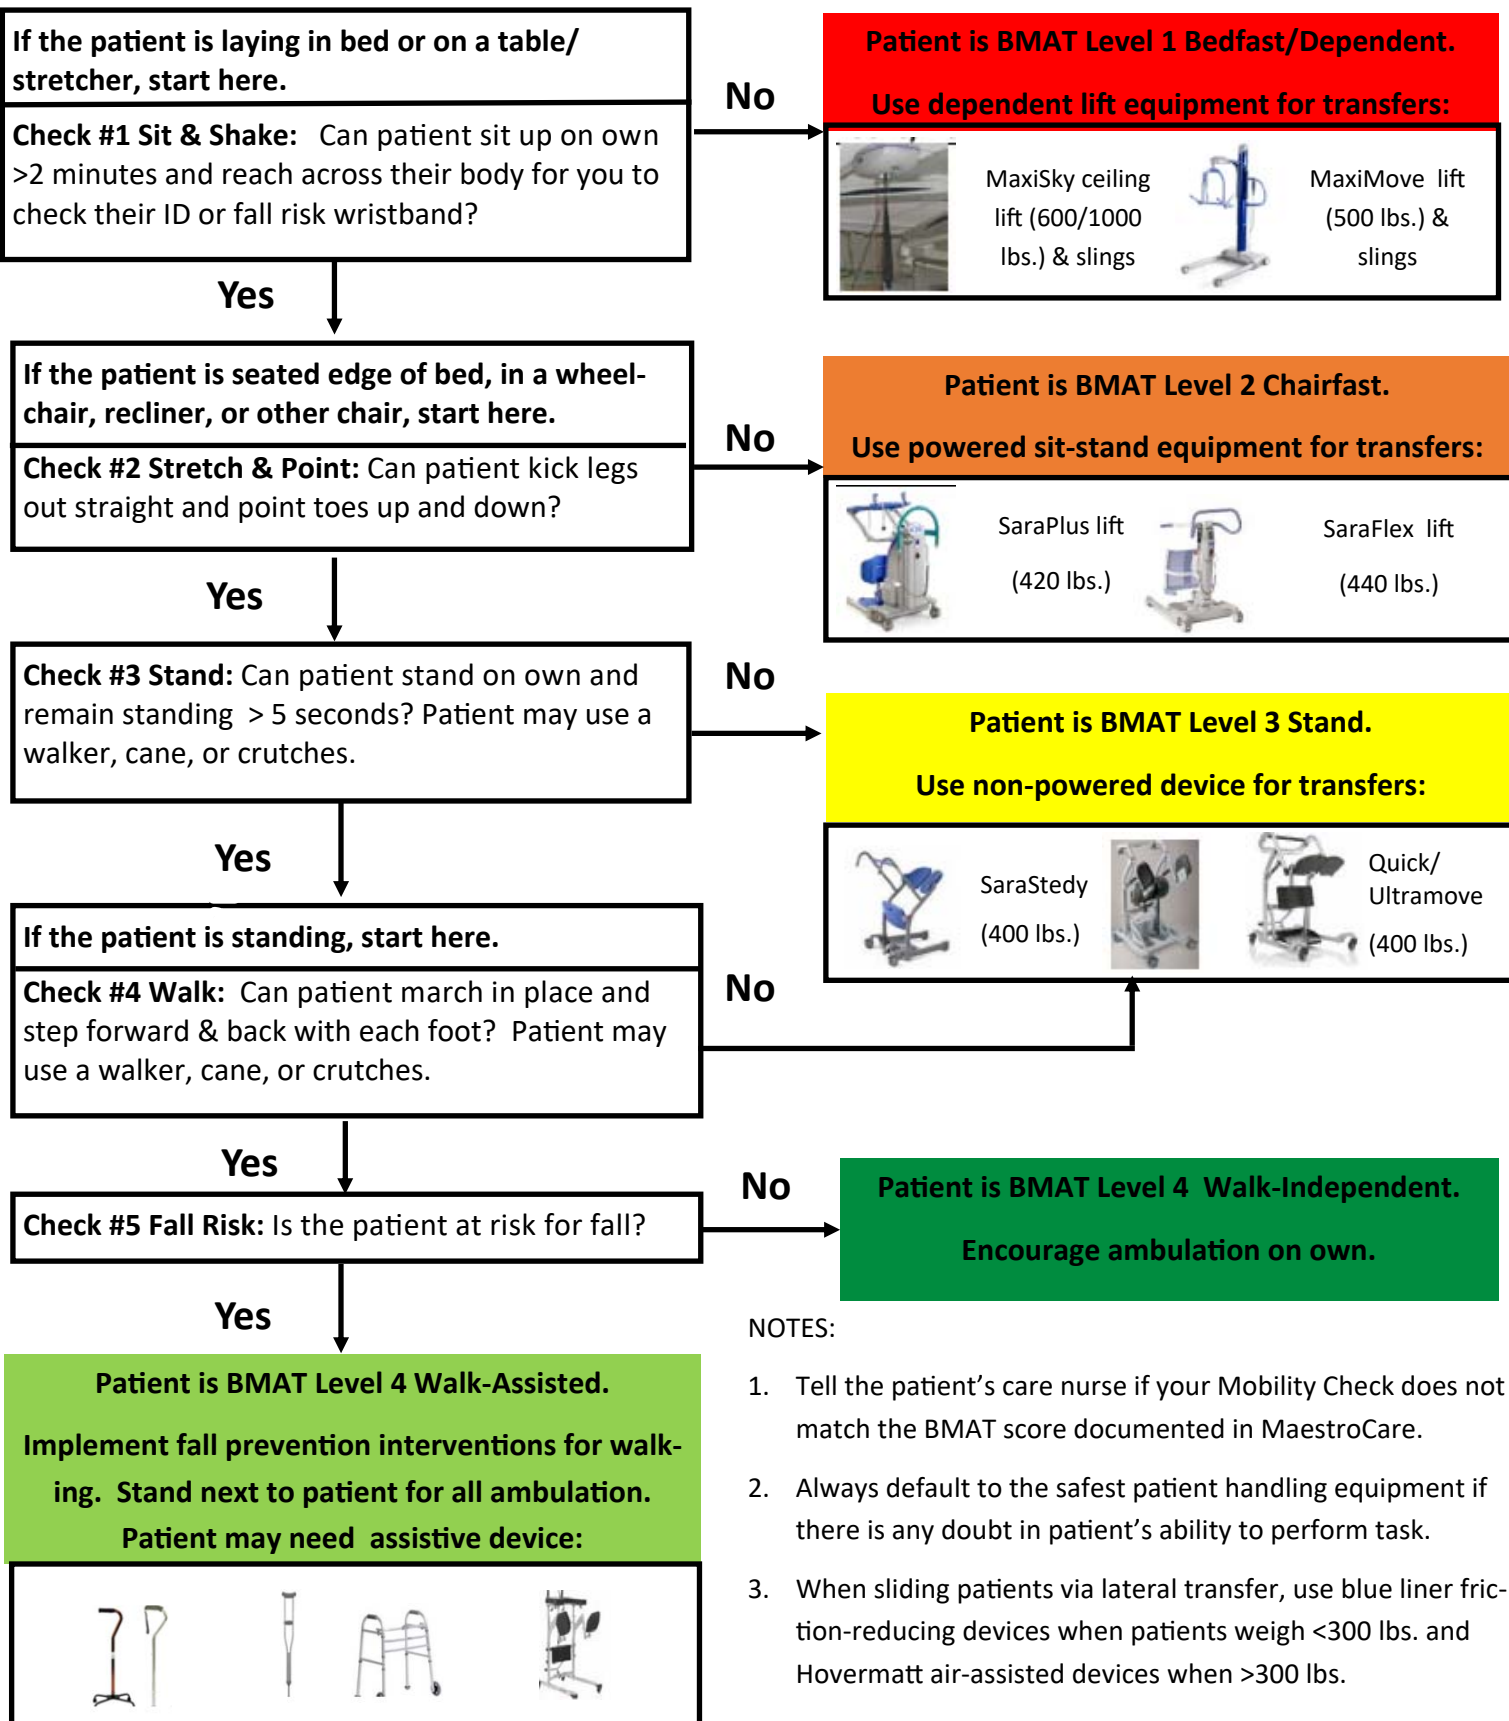 If the patient is laying in bed or on a table/
stretcher, start here.
Check #1 Sit & Shake: Can patient sit up on own
>2 minutes and reach across their body for you to
check their ID or fall risk wristband?
No
Patient is BMAT Level 1 Bedfast/Dependent.
Use dependent lift equipment for transfers:
MaxiSky ceiling
lift (600/1000
lbs.) & slings
MaxiMove lift
(500 lbs.) &
slings
Yes
If the patient is seated edge of bed, in a wheel-
chair, recliner, or other chair, start here.
Check #2 Stretch & Point: Can patient kick legs
out straight and point toes up and down?
No
Patient is BMAT Level 2 Chairfast.
Use powered sit-stand equipment for transfers:
SaraPlus lift
(420 lbs.)
SaraFlex lift
(440 lbs.)
Yes
Check #3 Stand: Can patient stand on own and
remain standing > 5 seconds? Patient may use a
walker, cane, or crutches.
No
Patient is BMAT Level 3 Stand.
Use non-powered device for transfers:
SaraStedy
(400 lbs.)
Quick/
Ultramove
(400 lbs.)
Yes
If the patient is standing, start here.
Check #4 Walk: Can patient march in place and
step forward & back with each foot? Patient may
use a walker, cane, or crutches.
No
Yes
Check #5 Fall Risk: Is the patient at risk for fall?
No
Patient is BMAT Level 4 Walk-Independent.
Encourage ambulation on own.
Yes
Patient is BMAT Level 4 Walk-Assisted.
Implement fall prevention interventions for walk-
ing. Stand next to patient for all ambulation.
Patient may need assistive device:
NOTES:
1. Tell the patient’s care nurse if your Mobility Check does not
match the BMAT score documented in MaestroCare.
2. Always default to the safest patient handling equipment if
there is any doubt in patient’s ability to perform task.
3. When sliding patients via lateral transfer, use blue liner fric-
tion-reducing devices when patients weigh <300 lbs. and
Hovermatt air-assisted devices when >300 lbs.